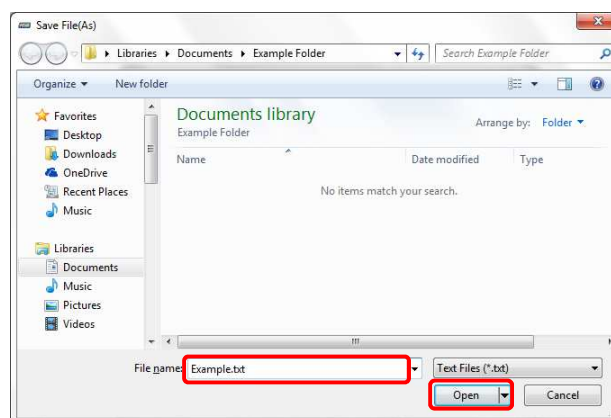 Save File(As)
Libraries Documents Example Folder Search Example Folder
Organize New folder
Favorites
Desktop
Downloads
OneDrive
Recent Places
Music
Libraries
Documents
Music
Pictures
Videos
Documents library
Example Folder
Arrange by: Folder
Name Date modified Type
No items match your search.
File name: Example.txt Text Files (*.txt)
Open Cancel